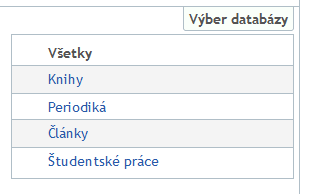 Výber databázy
Všetky
Knihy
Periodiká
Články
Študentské práce